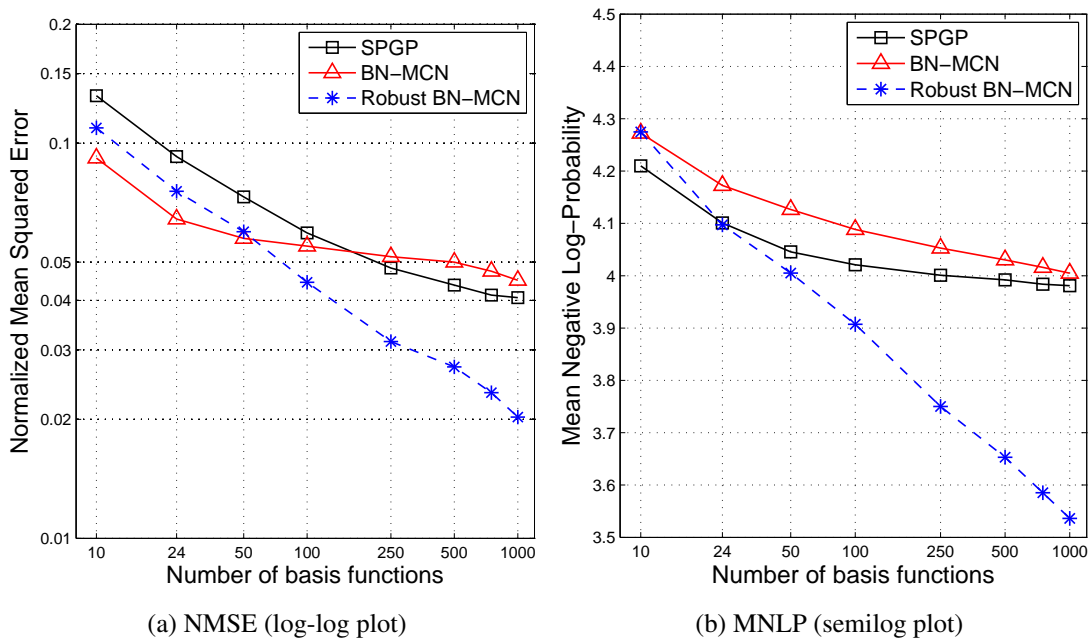 0.2
0.15
0.1
0.05
0.04
0.03
0.02
0.01
10 24 50 100 250 500 1000
Normalized Mean Squared Error
Number of basis functions
SPGP
BN−MCN
Robust BN−MCN
(a) NMSE (log-log plot)
4.5
4.4
4.3
4.2
4.1
4
3.9
3.8
3.7
3.6
3.5
10 24 50 100 250 500 1000
Mean Negative Log−Probability
Number of basis functions
SPGP
BN−MCN
Robust BN−MCN
(b) MNLP (semilog plot)